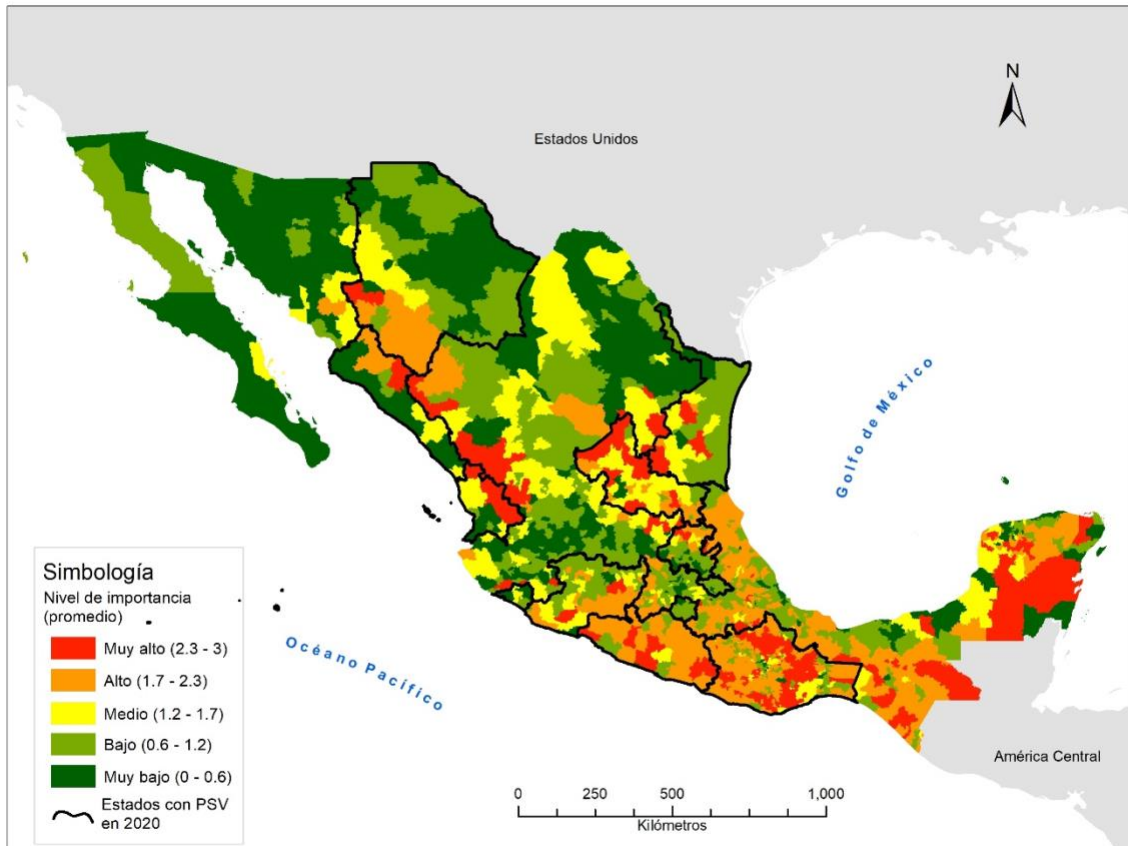 N
Estados Unidos
Golfo de México
Océano Pacífico
América Central
Simbología
Nivel de importancia
(promedio)
Muy alto (2.3 - 3)
Alto (1.7 - 2.3)
Medio (1.2 - 1.7)
Bajo (0.6 - 1.2)
Muy bajo (0 - 0.6)
Estados con PSV
en 2020
0 250 500 1,000
Kilómetros